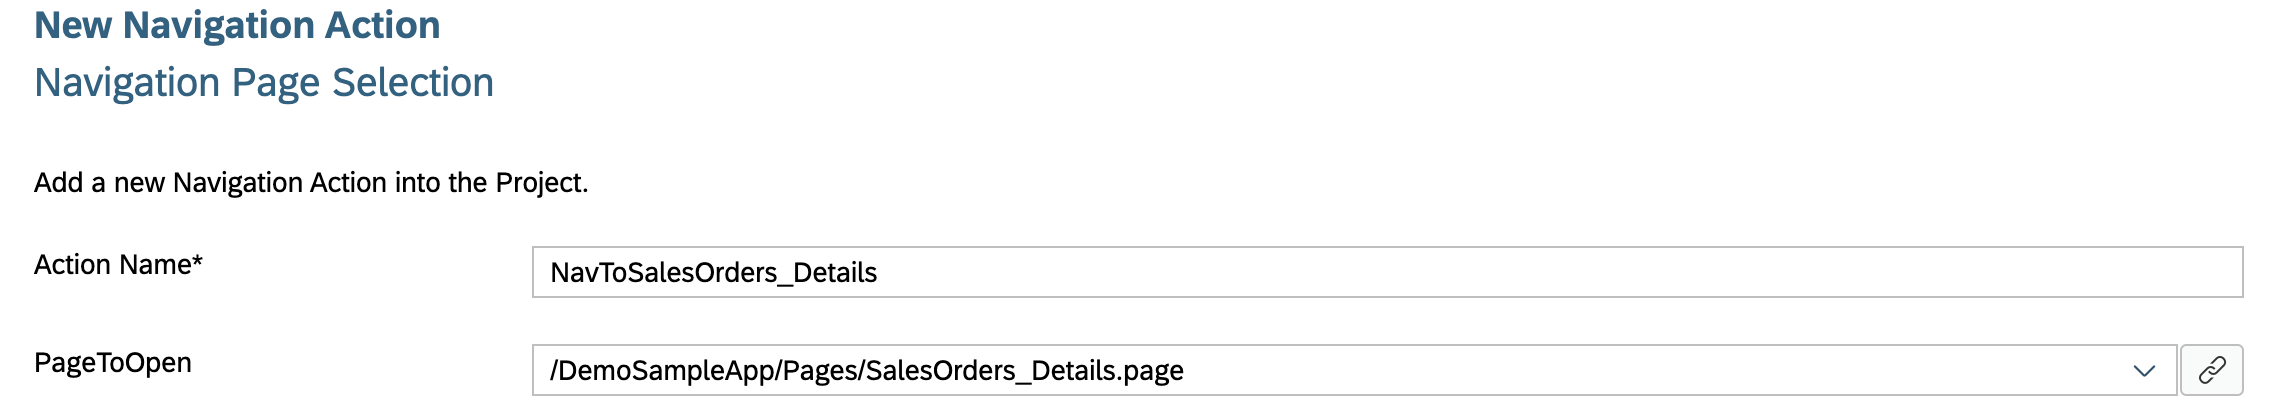 New Navigation Action
Navigation Page Selection
Add a new Navigation Action into the Project.
Action Name*
NavToSalesOrders_Details
PageToOpen
/DemoSampleApp/Pages/SalesOrders_Details.page